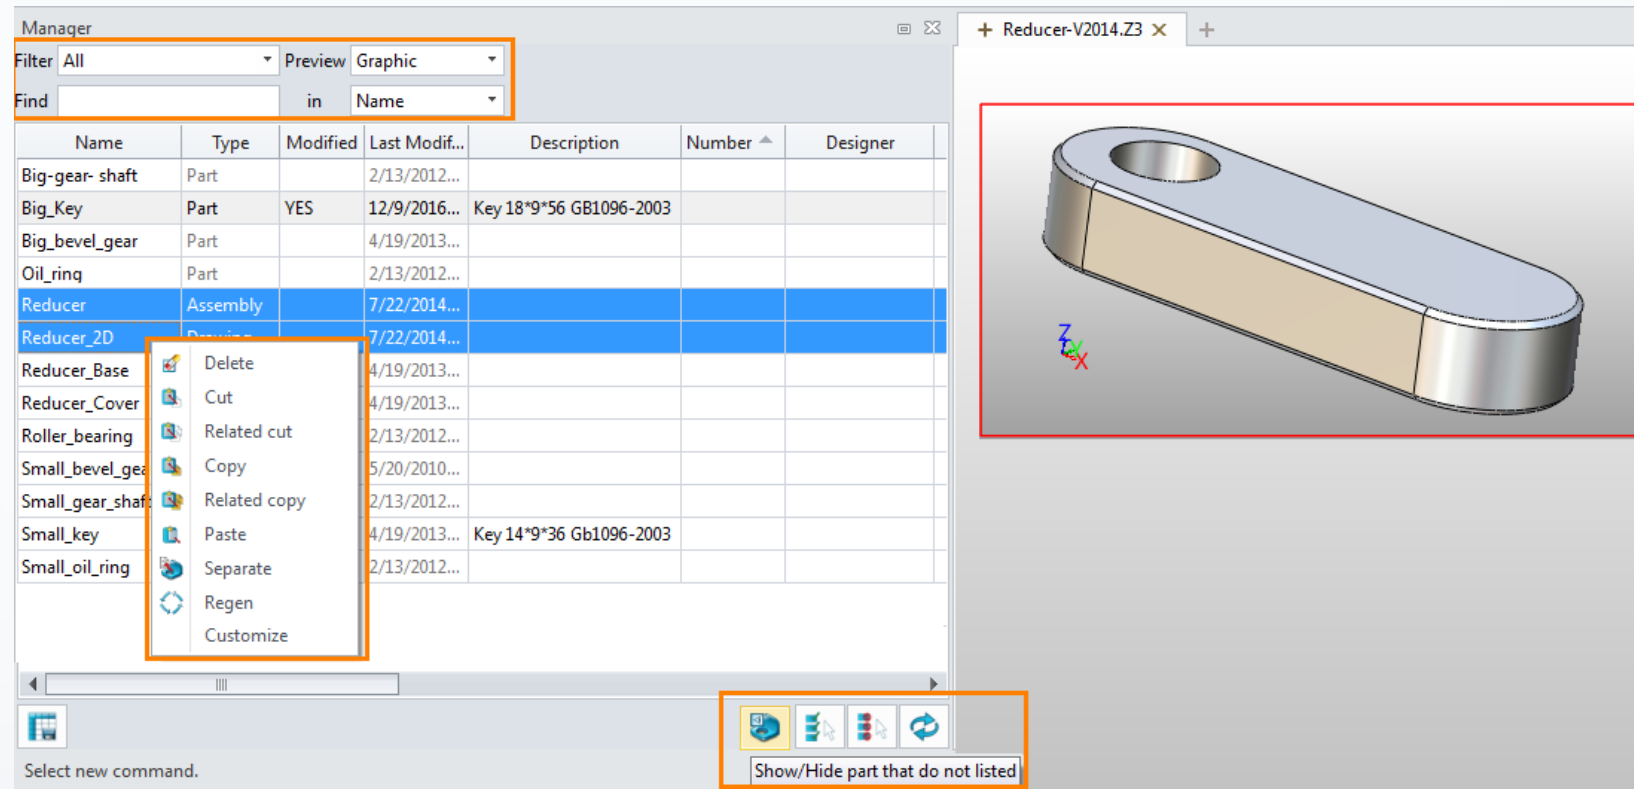 Manager
Reducer-V2014.Z3
Filter All Preview Graphic
Find in Name
Name Type Modified Last Modif... Description Number Designer
Big-gear- shaft Part 2/13/2012...
Big_Key Part YES 12/9/2016... Key 18*9*56 GB1096-2003
Big_bevel_gear Part 4/19/2013...
Oil_ring Part 2/13/2012...
Reducer Assembly 7/22/2014...
Reducer_2D Drawing 7/22/2014...
Reducer_Base 4/19/2013...
Reducer_Cover 4/19/2013...
Roller_bearing 2/13/2012...
Small_bevel_gea 5/20/2010...
Small_gear_shaf 2/13/2012...
Small_key 4/19/2013... Key 14*9*36 Gb1096-2003
Small_oil_ring 2/13/2012...
Delete
Cut
Related cut
Copy
Related copy
Paste
Separate
Regen
Customize
Z
Y
X
Select new command.
Show/Hide part that do not listed